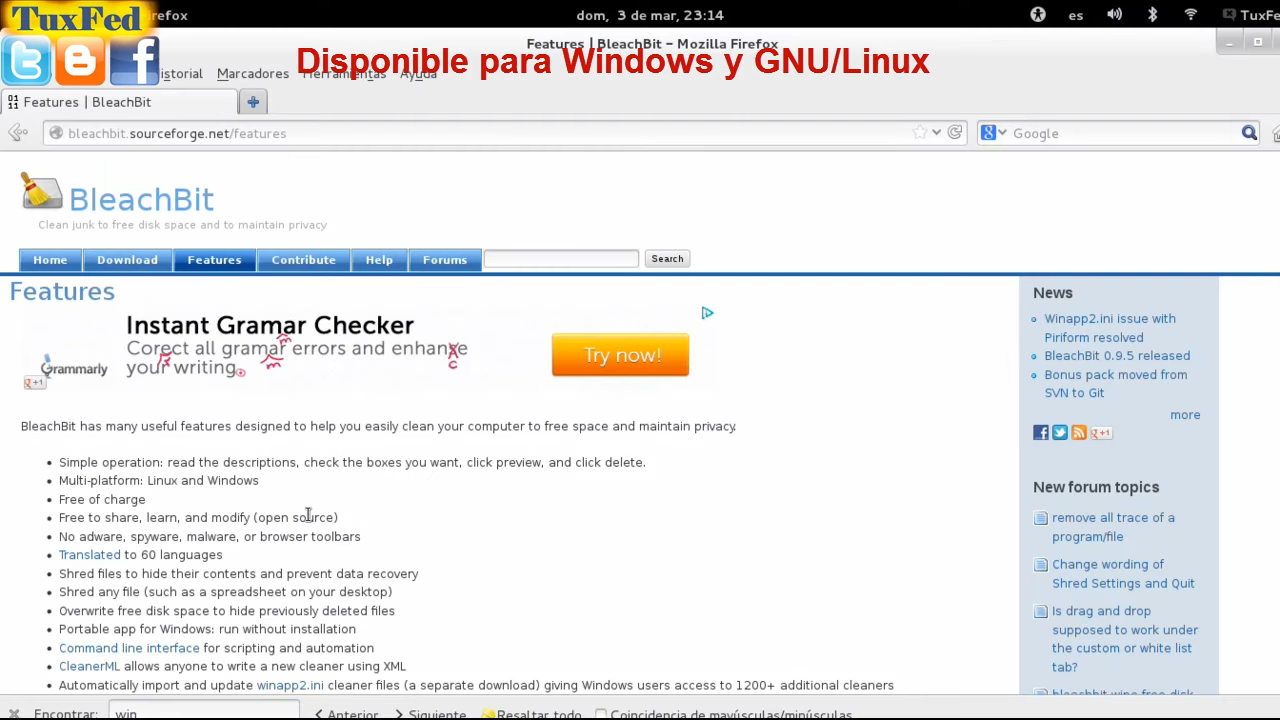 TuxFed
irefox
dom, 3 de mar, 23:14
es
TuxFe
Features | BleachBit - Mozilla Firefox
Disponible para Windows y GNU/Linux
istorial Marcadores Herramientas Ayuda
Features | BleachBit
bleachbit.sourceforge.net/features
Google
BleachBit
Clean junk to free disk space and to maintain privacy
Home Download Features Contribute Help Forums Search
Features
Instant Gramar Checker
Corect all gramar errors and enhanse
your writing
grammarly
Try now!
g +1
BleachBit has many useful features designed to help you easily clean your computer to free space and maintain privacy.
• Simple operation: read the descriptions, check the boxes you want, click preview, and click delete.
• Multi-platform: Linux and Windows
• Free of charge
• Free to share, learn, and modify (open source)
• No adware, spyware, malware, or browser toolbars
• Translated to 60 languages
• Shred files to hide their contents and prevent data recovery
• Shred any file (such as a spreadsheet on your desktop)
• Overwrite free disk space to hide previously deleted files
• Portable app for Windows: run without installation
• Command line interface for scripting and automation
• CleanerML allows anyone to write a new cleaner using XML
• Automatically import and update winapp2.ini cleaner files (a separate download) giving Windows users access to 1200+ additional cleaners
News
Winapp2.ini issue with
Piriform resolved
BleachBit 0.9.5 released
Bonus pack moved from
SVN to Git
more
g +1
New forum topics
remove all trace of a
program/file
Change wording of
Shred Settings and Quit
Is drag and drop
supposed to work under
the custom or white list
tab?
bleachbit wipe free disk
Encontrar: win Anterior Siguiente Resaltar todo Coincidencia de mayúsculas/minúsculas